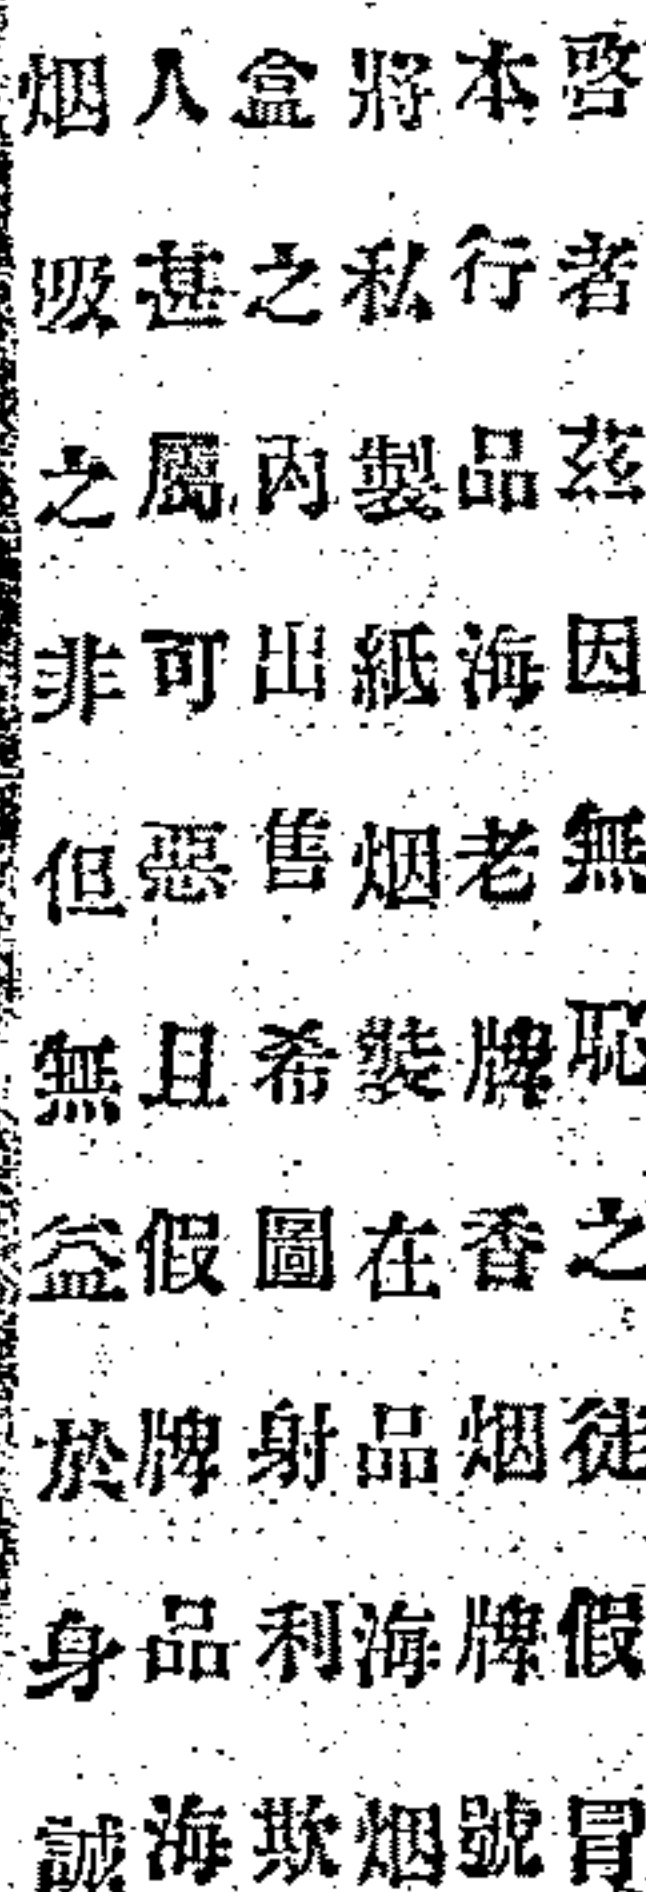 啓者茲因無恥之徒假冒
本行品海老牌香烟牌號
將私製紙烟裝在品海烟
盒之內出售希圖射利欺
人甚屬可惡且假牌品海
烟吸之非但無益於身誠